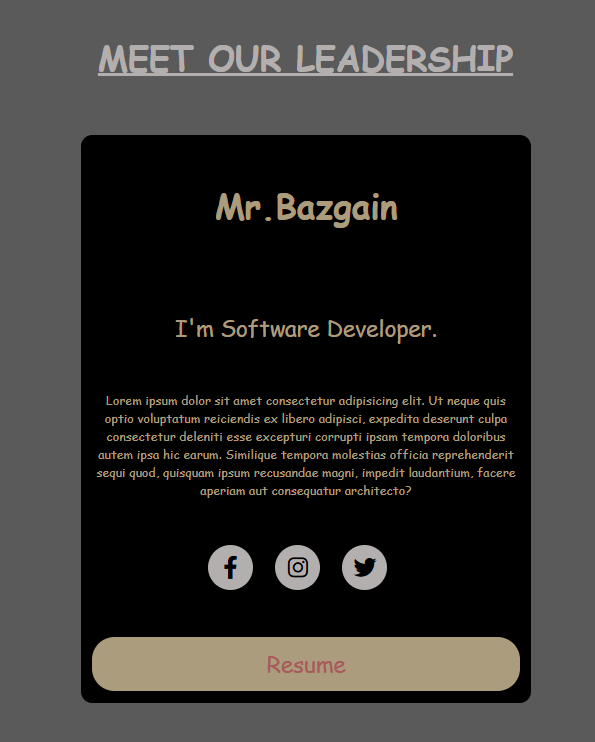 MEET OUR LEADERSHIP
Mr.Bazgain
I'm Software Developer.
Lorem ipsum dolor sit amet consectetur adipisicing elit. Ut neque quis
optio voluptatum reiciendis ex libero adipisci, expedita deserunt culpa
consectetur deleniti esse excepturi corrupti ipsam tempora doloribus
autem ipsa hic earum. Similique tempora molestias officia reprehenderit
sequi quod, quisquam ipsum recusandae magni, impedit laudantium, facere
aperiam aut consequatur architecto?
Resume